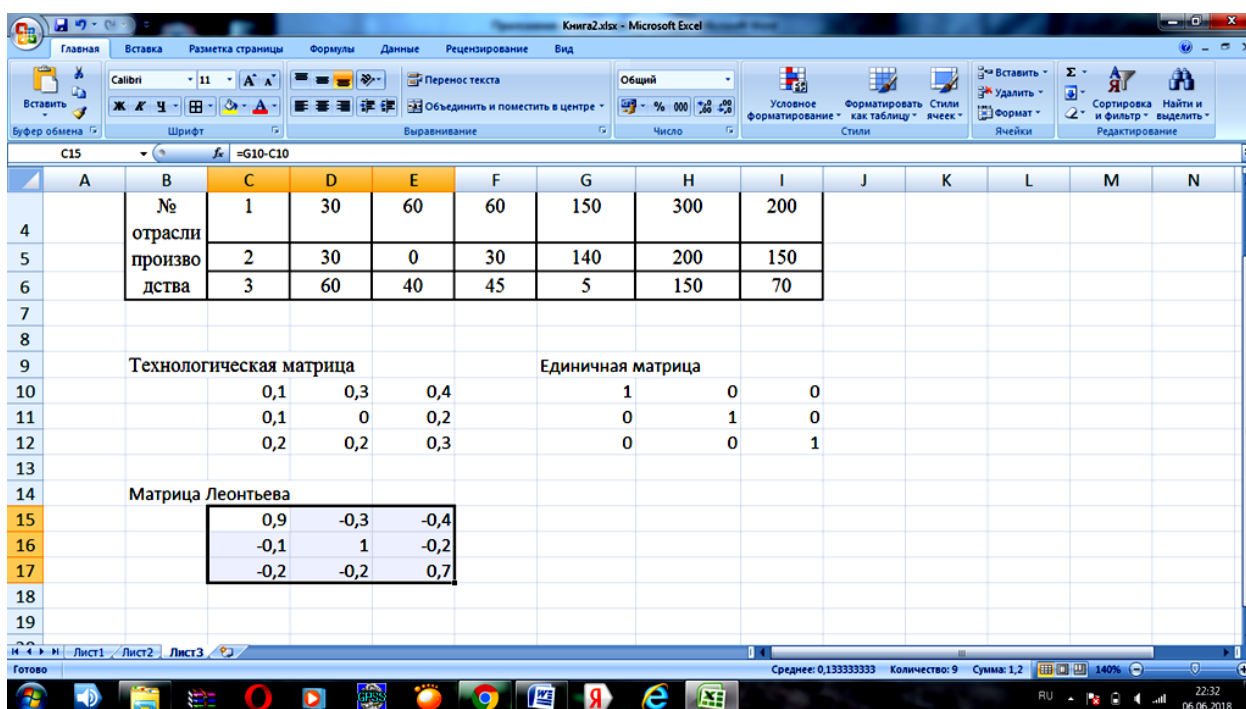 Книга2.xlsx - Microsoft Excel
Главная Вставка Разметка страницы Формулы Данные Рецензирование Вид
Вставить
Буфер обмена
Calibri 11
Ж К Ч
Шрифт
Перенос текста
Объединить и поместить в центре
Выравнивание
Общий
% 000
Число
Условное форматирование
Форматировать как таблицу
Стили ячеек
Стили
Вставить
Удалить
Формат
Ячейки
Сортировка и фильтр
Найти и выделить
Редактирование
C15 fx =G10-C10
A B C D E F G H I J K L M N
4 № отрасли 1 30 60 60 150 300 200
5 произво 2 30 0 30 140 200 150
6 дства 3 60 40 45 5 150 70
7
8
9 Технологическая матрица Единичная матрица
10 0,1 0,3 0,4 1 0 0
11 0,1 0 0,2 0 1 0
12 0,2 0,2 0,3 0 0 1
13
14 Матрица Леонтьева
15 0,9 -0,3 -0,4
16 -0,1 1 -0,2
17 -0,2 -0,2 0,7
18
19
Лист1 Лист2 Лист3
Готово Среднее: 0,133333333 Количество: 9 Сумма: 1,2 140%
GPSS
RU 22:32
06.06.2018